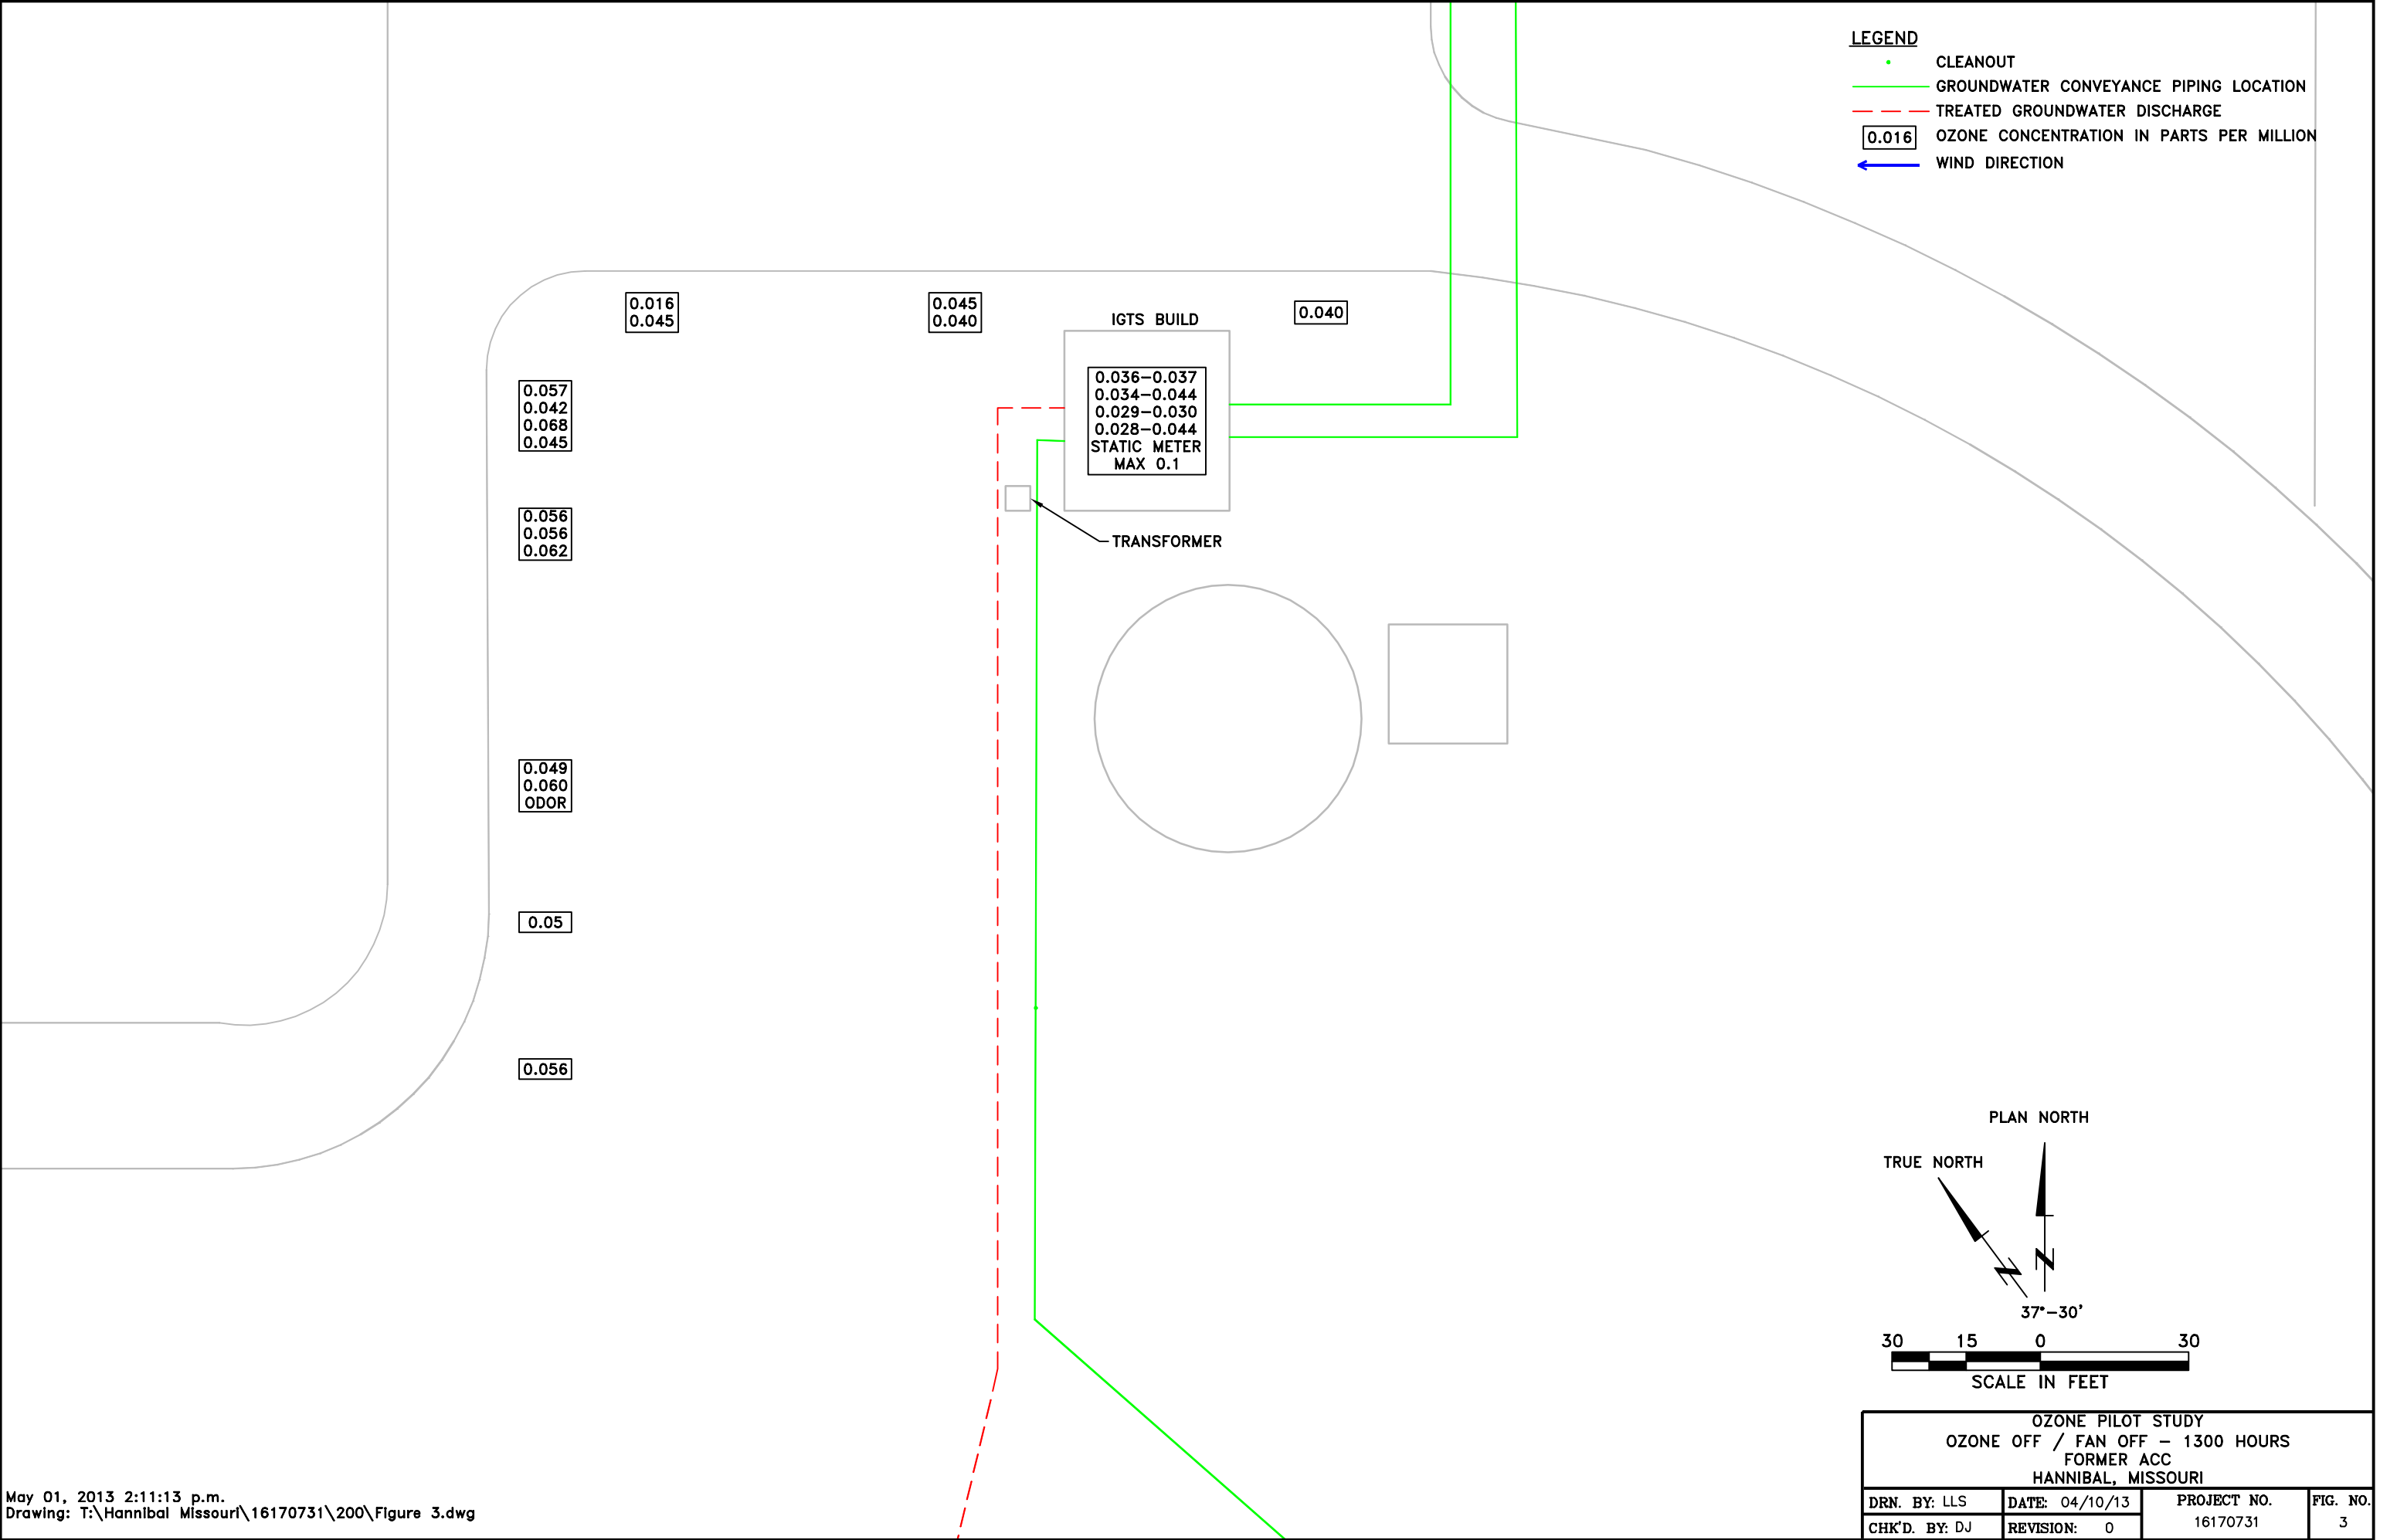 LEGEND
CLEANOUT
GROUNDWATER CONVEYANCE PIPING LOCATION
TREATED GROUNDWATER DISCHARGE
0.016 OZONE CONCENTRATION IN PARTS PER MILLION
WIND DIRECTION
0.016
0.045
0.045
0.040
0.040
IGTS BUILD
0.036-0.037
0.034-0.044
0.029-0.030
0.028-0.044
STATIC METER
MAX 0.1
0.057
0.042
0.068
0.045
0.056
0.056
0.062
TRANSFORMER
0.049
0.060
ODOR
0.05
0.056
PLAN NORTH
TRUE NORTH
N
N
37°-30'
30 15 0 30
SCALE IN FEET
OZONE PILOT STUDY
OZONE OFF / FAN OFF - 1300 HOURS
FORMER ACC
HANNIBAL, MISSOURI
DRN. BY: LLS DATE: 04/10/13 PROJECT NO. FIG. NO.
CHK'D. BY: DJ REVISION: 0 16170731 3
May 01, 2013 2:11:13 p.m.
Drawing: T:\Hannibal Missouri\16170731\200\Figure 3.dwg